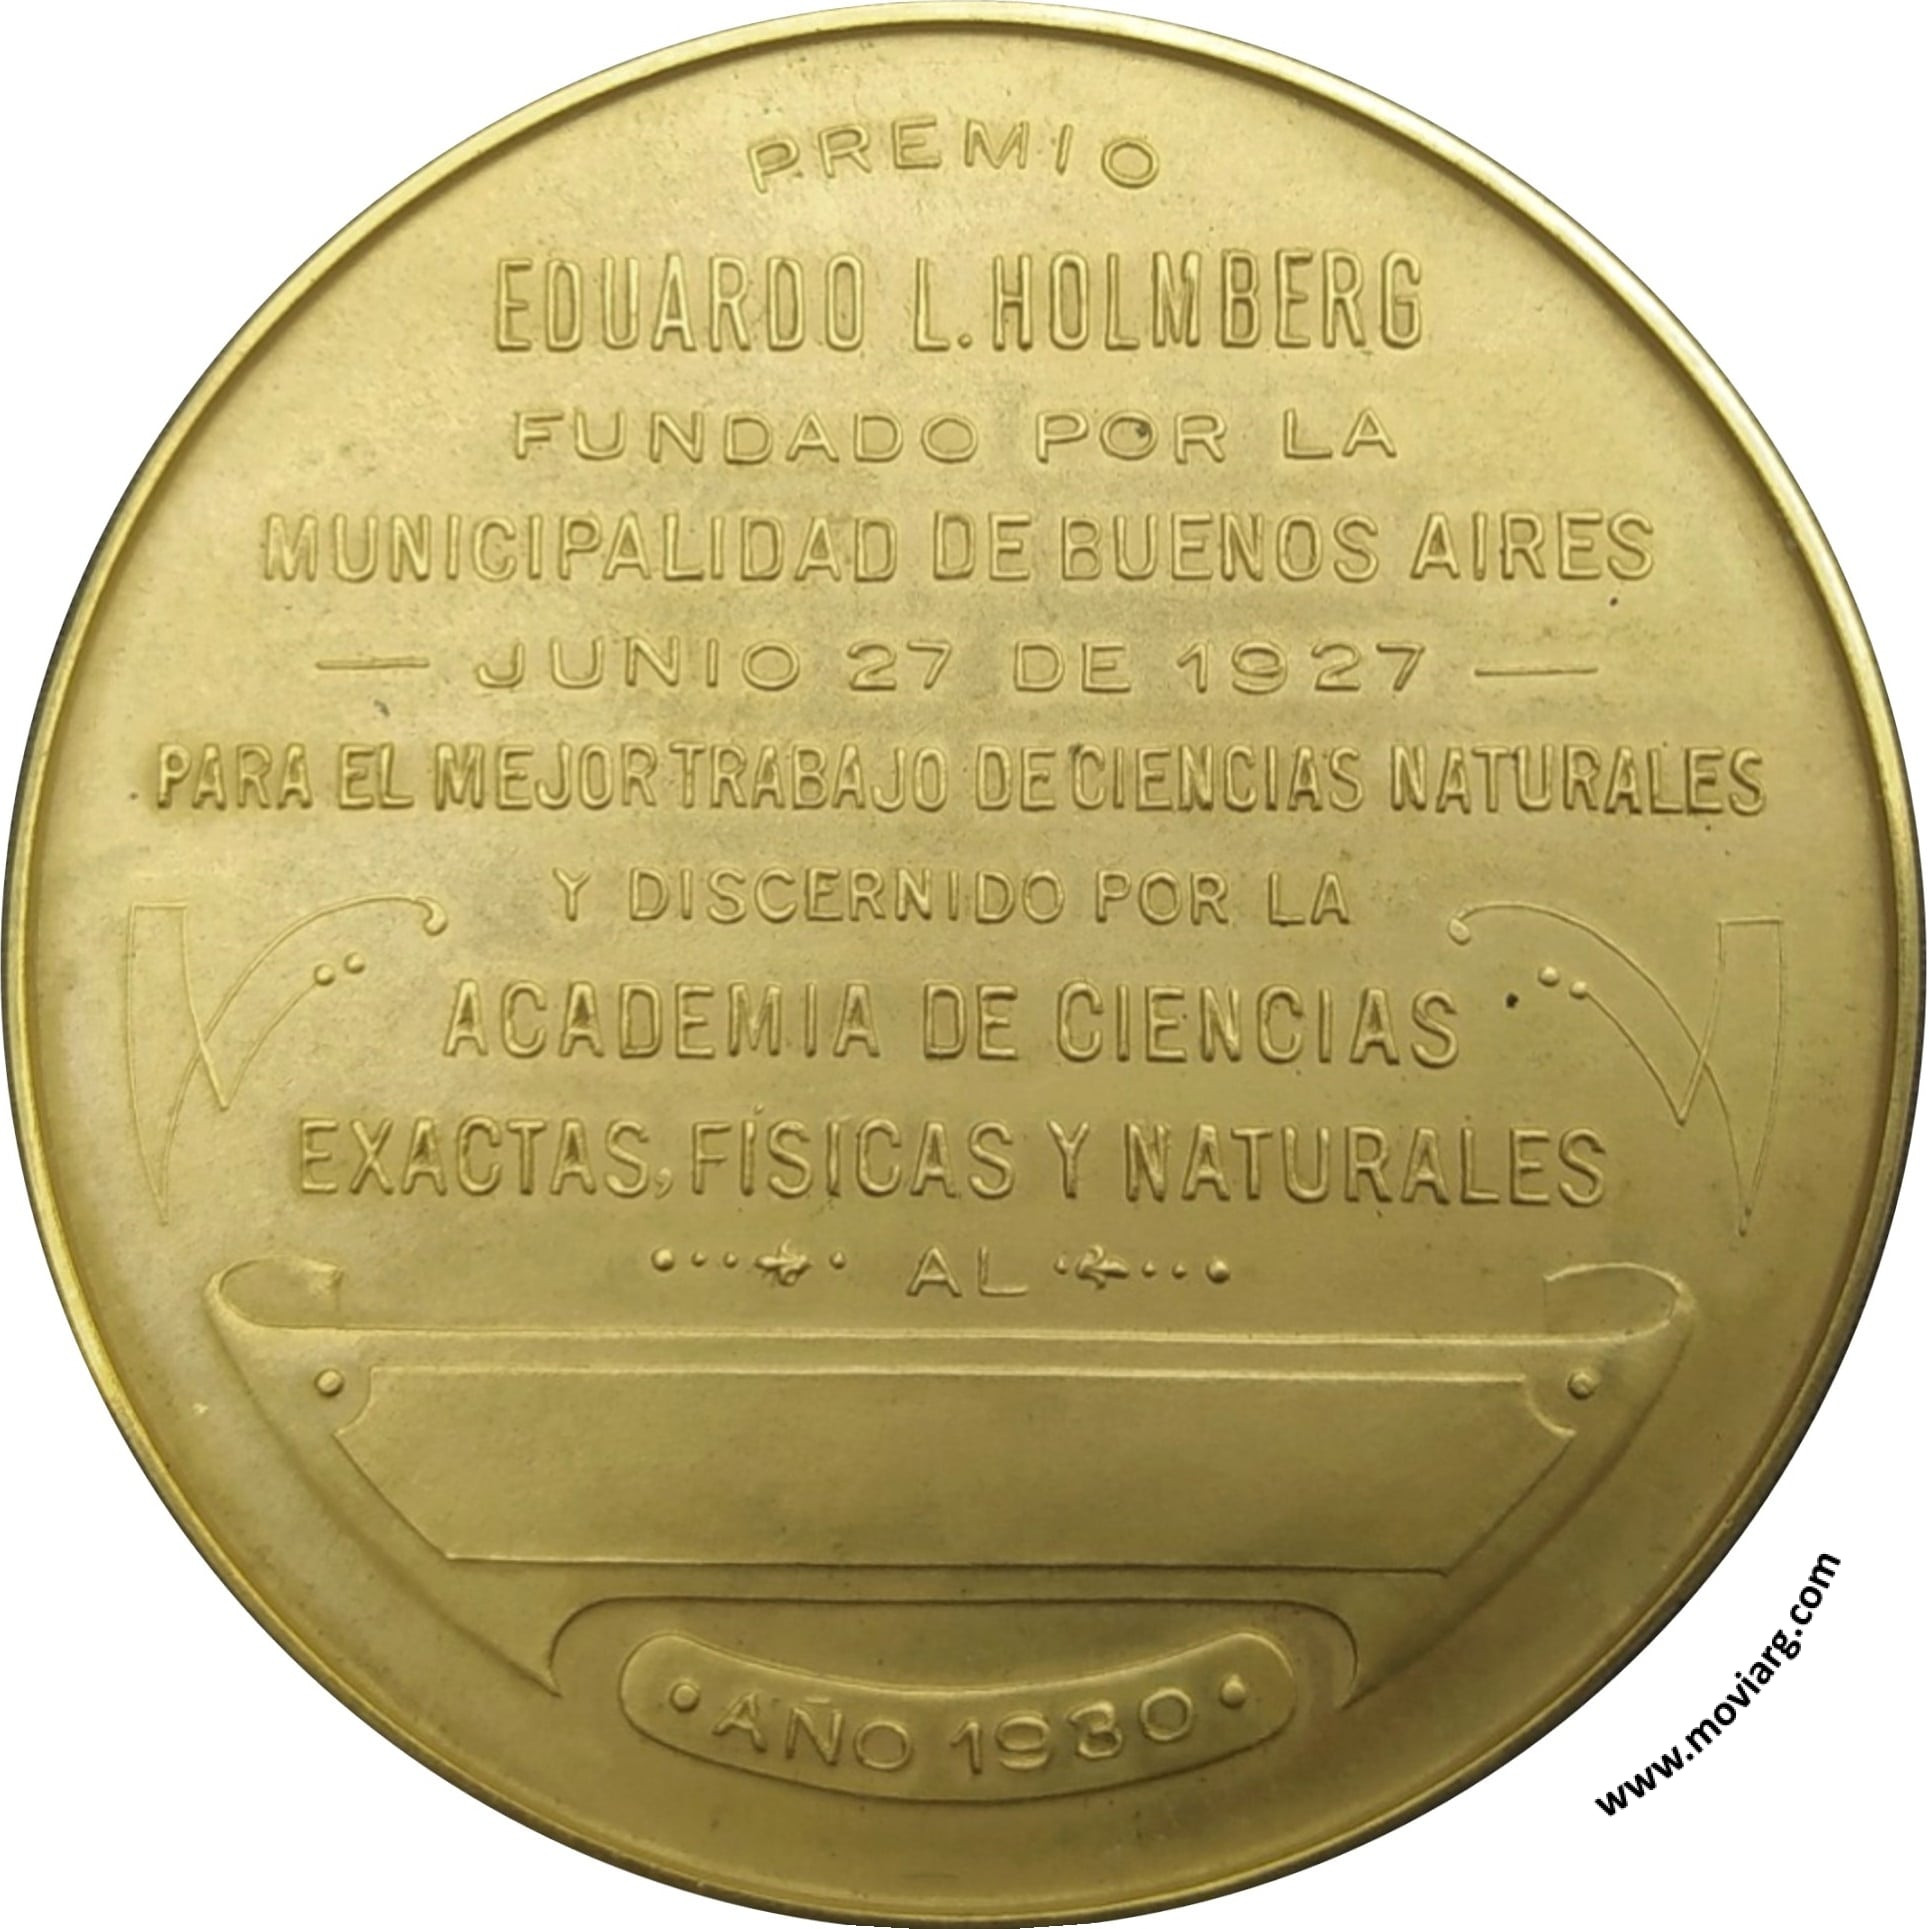 PREMIO
EDUARDO L. HOLMBERG
FUNDADO POR LA
MUNICIPALIDAD DE BUENOS AIRES
— JUNIO 27 DE 1927 —
PARA EL MEJOR TRABAJO DE CIENCIAS NATURALES
Y DISCERNIDO POR LA
ACADEMIA DE CIENCIAS
EXACTAS, FÍSICAS Y NATURALES
AL
· AÑO 1930 ·
www.moviarg.com